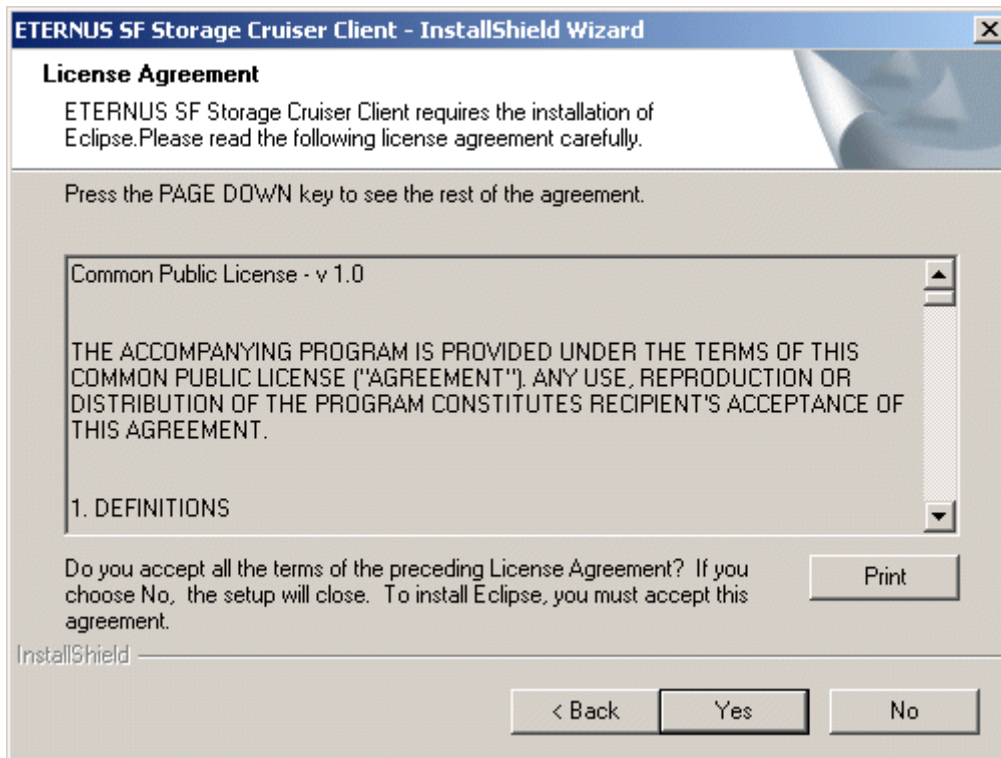 ETERNUS SF Storage Cruiser Client - InstallShield Wizard
License Agreement
ETERNUS SF Storage Cruiser Client requires the installation of
Eclipse.Please read the following license agreement carefully.
Press the PAGE DOWN key to see the rest of the agreement.
Common Public License - v 1.0
THE ACCOMPANYING PROGRAM IS PROVIDED UNDER THE TERMS OF THIS
COMMON PUBLIC LICENSE ("AGREEMENT"). ANY USE, REPRODUCTION OR
DISTRIBUTION OF THE PROGRAM CONSTITUTES RECIPIENT'S ACCEPTANCE OF
THIS AGREEMENT.
1. DEFINITIONS
Do you accept all the terms of the preceding License Agreement?  If you
choose No,  the setup will close.  To install Eclipse, you must accept this
agreement.
Print
InstallShield
< Back
Yes
No